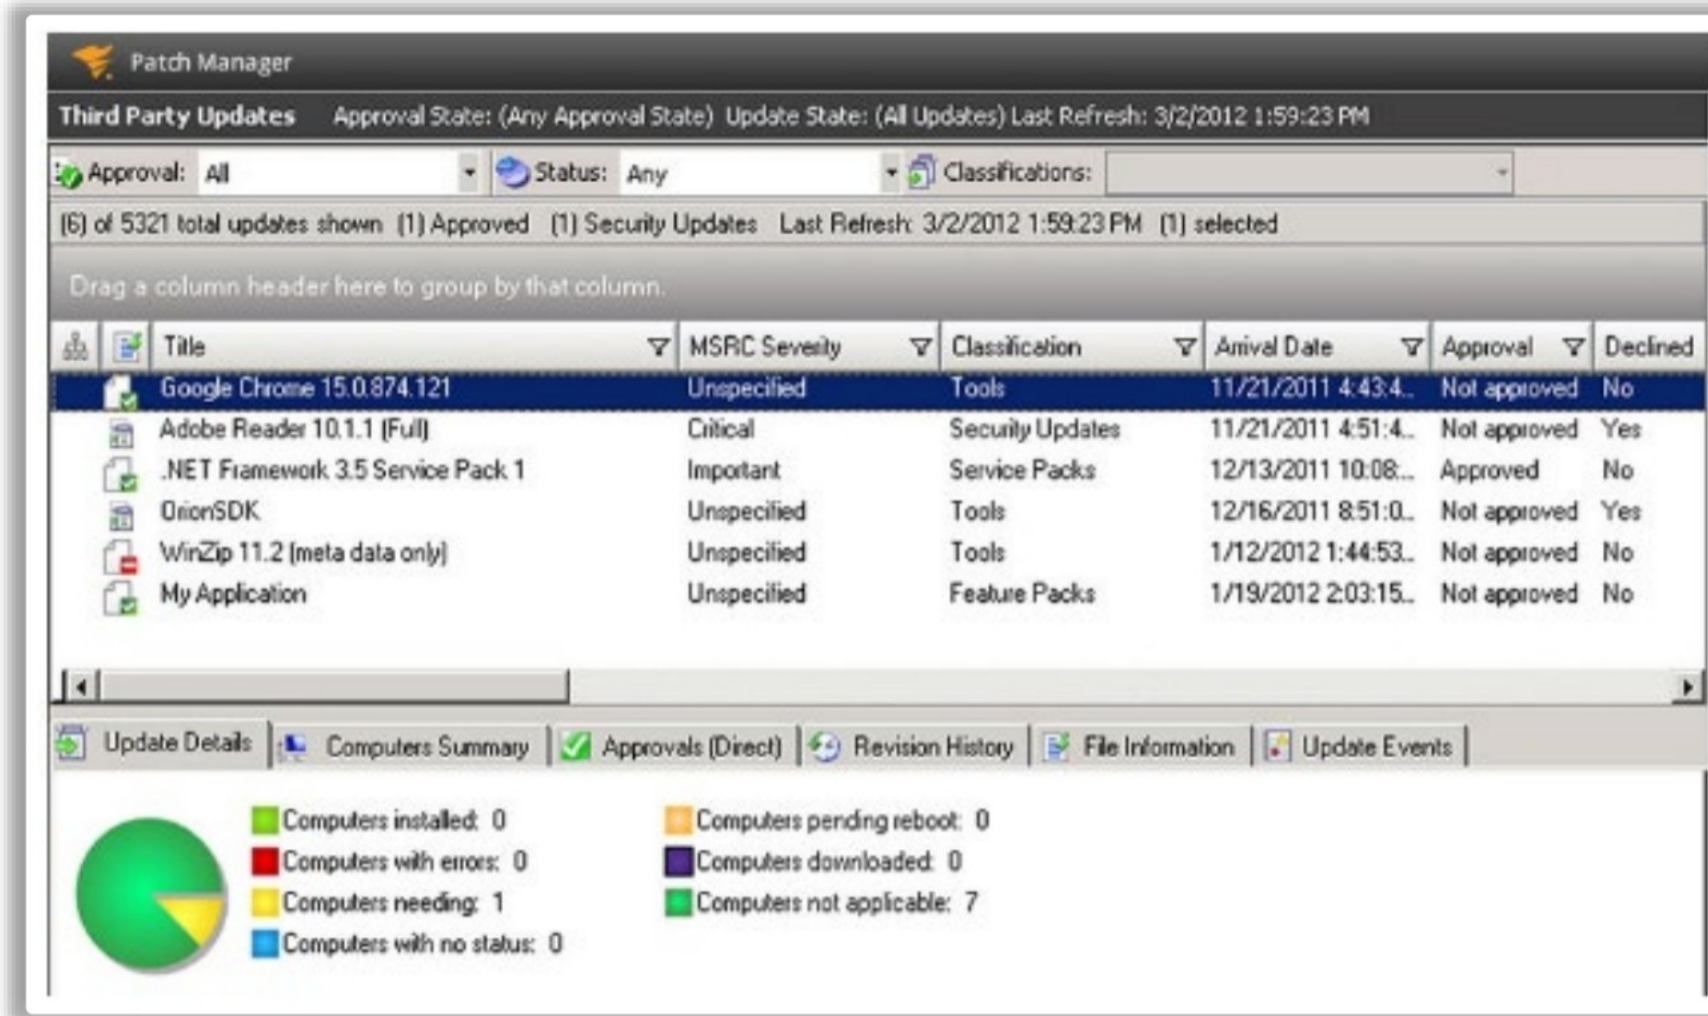 Patch Manager
Third Party Updates Approval State: (Any Approval State) Update State: (All Updates) Last Refresh: 3/2/2012 1:59:23 PM
Approval: All Status: Any Classifications:
(6) of 5321 total updates shown (1) Approved (1) Security Updates Last Refresh: 3/2/2012 1:59:23 PM (1) selected
Drag a column header here to group by that column.
Title MSRC Severity Classification Arrival Date Approval Declined
Google Chrome 15.0.874.121 Unspecified Tools 11/21/2011 4:43:4... Not approved No
Adobe Reader 10.1.1 (Full) Critical Security Updates 11/21/2011 4:51:4... Not approved Yes
.NET Framework 3.5 Service Pack 1 Important Service Packs 12/13/2011 10:08:... Approved No
OrionSDK Unspecified Tools 12/16/2011 8:51:0... Not approved Yes
WinZip 11.2 (meta data only) Unspecified Tools 1/12/2012 1:44:53... Not approved No
My Application Unspecified Feature Packs 1/19/2012 2:03:15... Not approved No
Update Details Computers Summary Approvals (Direct) Revision History File Information Update Events
Computers installed: 0 Computers pending reboot: 0
Computers with errors: 0 Computers downloaded: 0
Computers needing: 1 Computers not applicable: 7
Computers with no status: 0